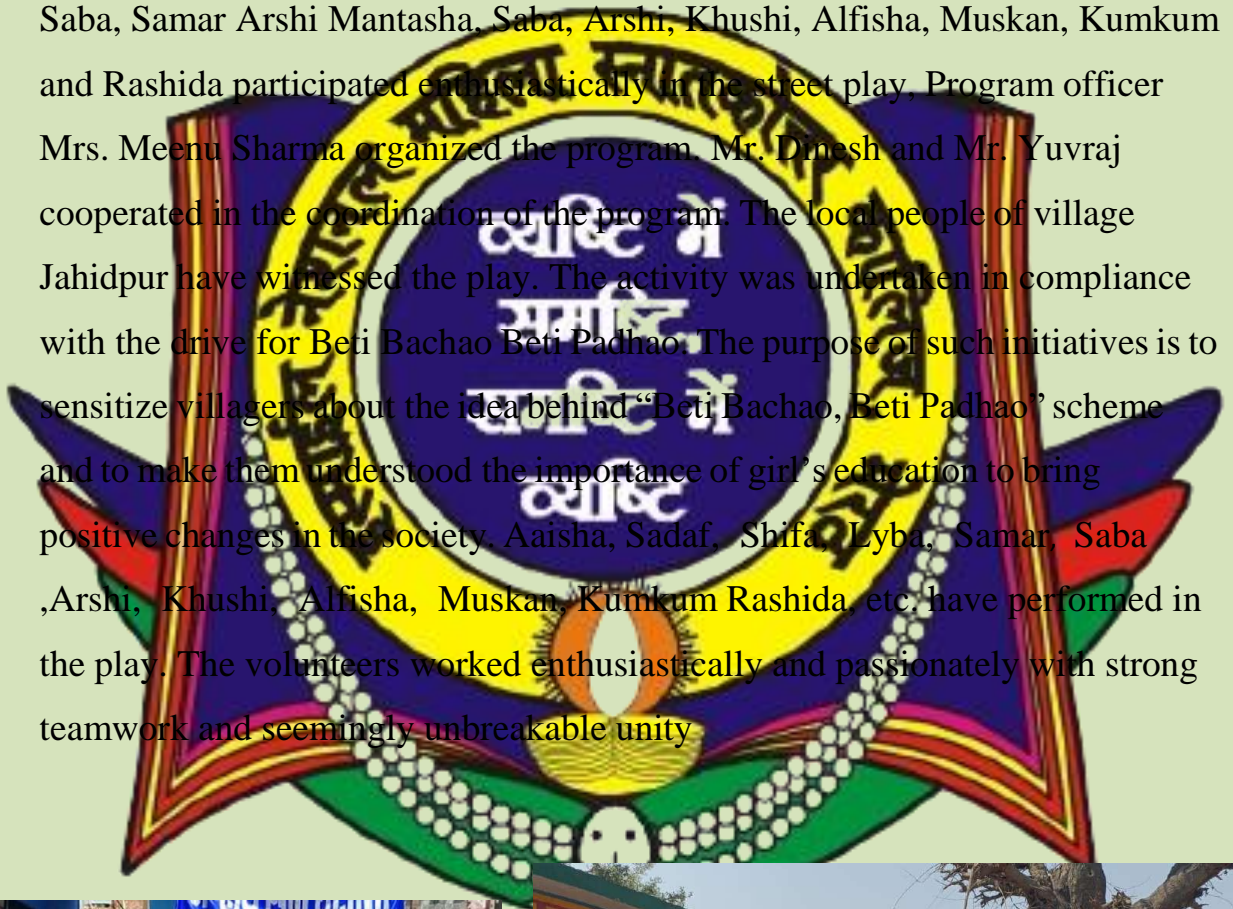 Saba, Samar Arshi Mantasha, Saba, Arshi, Khushi, Alfisha, Muskan, Kumkum
and Rashida participated enthusiastically in the street play, Program officer
Mrs. Meenu Sharma organized the program. Mr. Dinesh and Mr. Yuvraj
cooperated in the coordination of the program. The local people of village
Jahidpur have witnessed the play. The activity was undertaken in compliance
with the drive for Beti Bachao Beti Padhao. The purpose of such initiatives is to
sensitize villagers about the idea behind “Beti Bachao, Beti Padhao” scheme
and to make them understood the importance of girl’s education to bring
positive changes in the society. Aaisha, Sadaf, Shifa, Lyba, Samar, Saba
,Arshi, Khushi, Alfisha, Muskan, Kumkum Rashida, etc. have performed in
the play. The volunteers worked enthusiastically and passionately with strong
teamwork and seemingly unbreakable unity
महिला स्नातकोत्तर कॉलिज मेरठ
व्यष्टि में
समष्टि,
समष्टि में
व्यष्टि